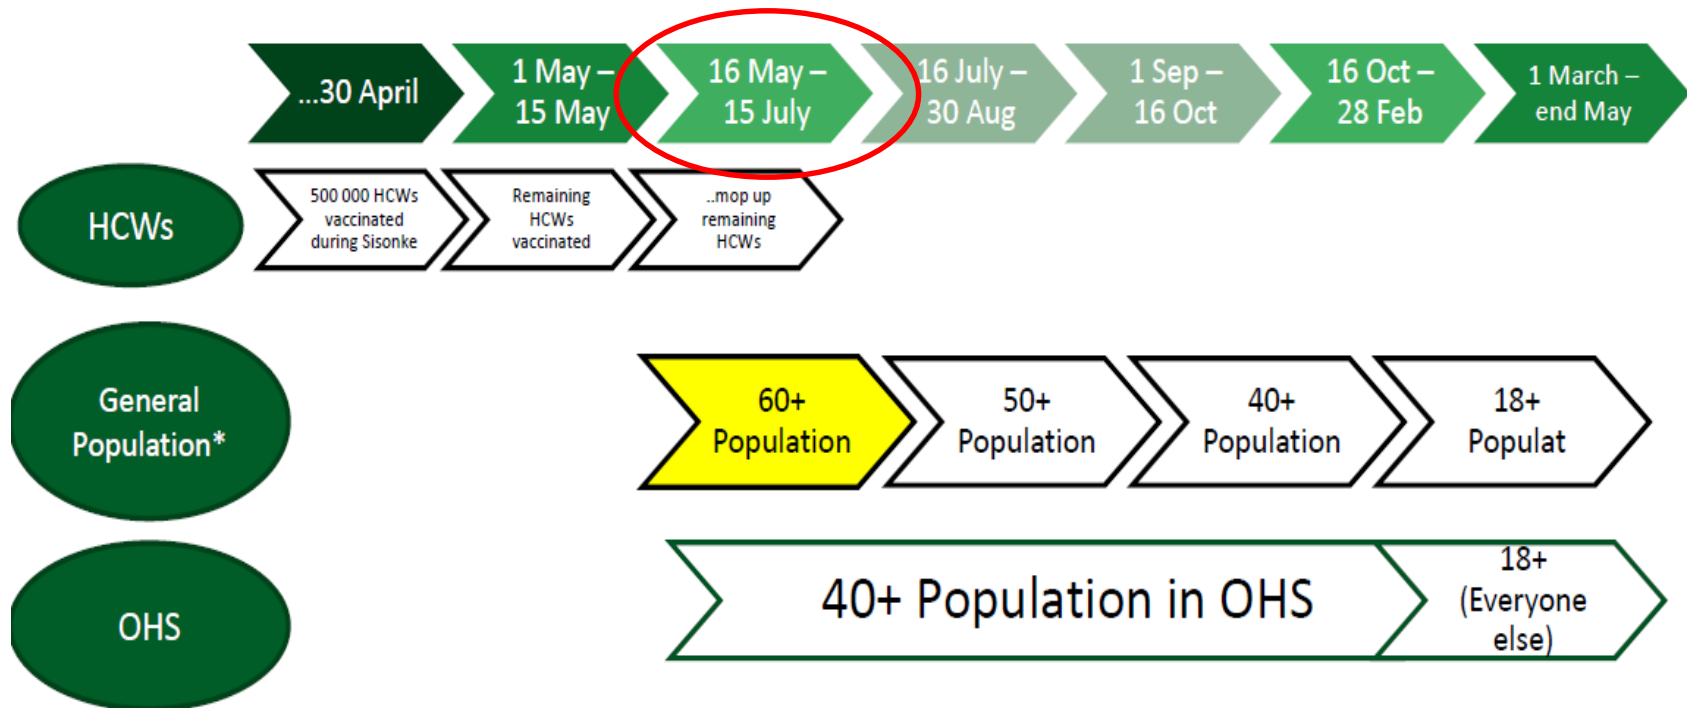 ...30 April
1 May –
15 May
16 May –
15 July
16 July –
30 Aug
1 Sep –
16 Oct
16 Oct –
28 Feb
1 March –
end May
HCWs
500 000 HCWs
vaccinated
during Sisonke
Remaining
HCWs
vaccinated
..mop up
remaining
HCWs
General
Population*
60+
Population
50+
Population
40+
Population
18+
Populat
OHS
40+ Population in OHS
18+
(Everyone
else)